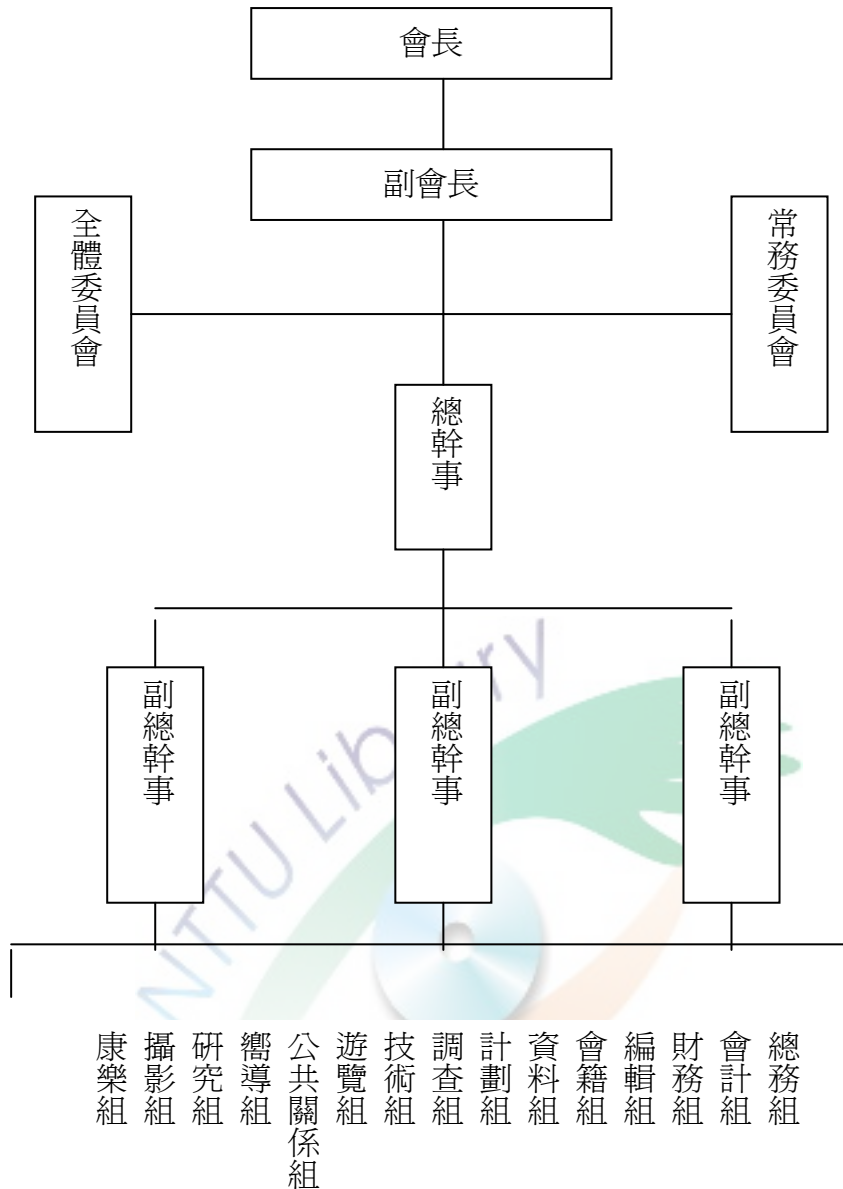 會長
副會長
全體委員會
常務委員會
總幹事
副總幹事
副總幹事
副總幹事
NTTU Library
總務組
會計組
財務組
編輯組
會籍組
資料組
計劃組
調查組
技術組
遊覽組
公共關係組
嚮導組
研究組
攝影組
康樂組